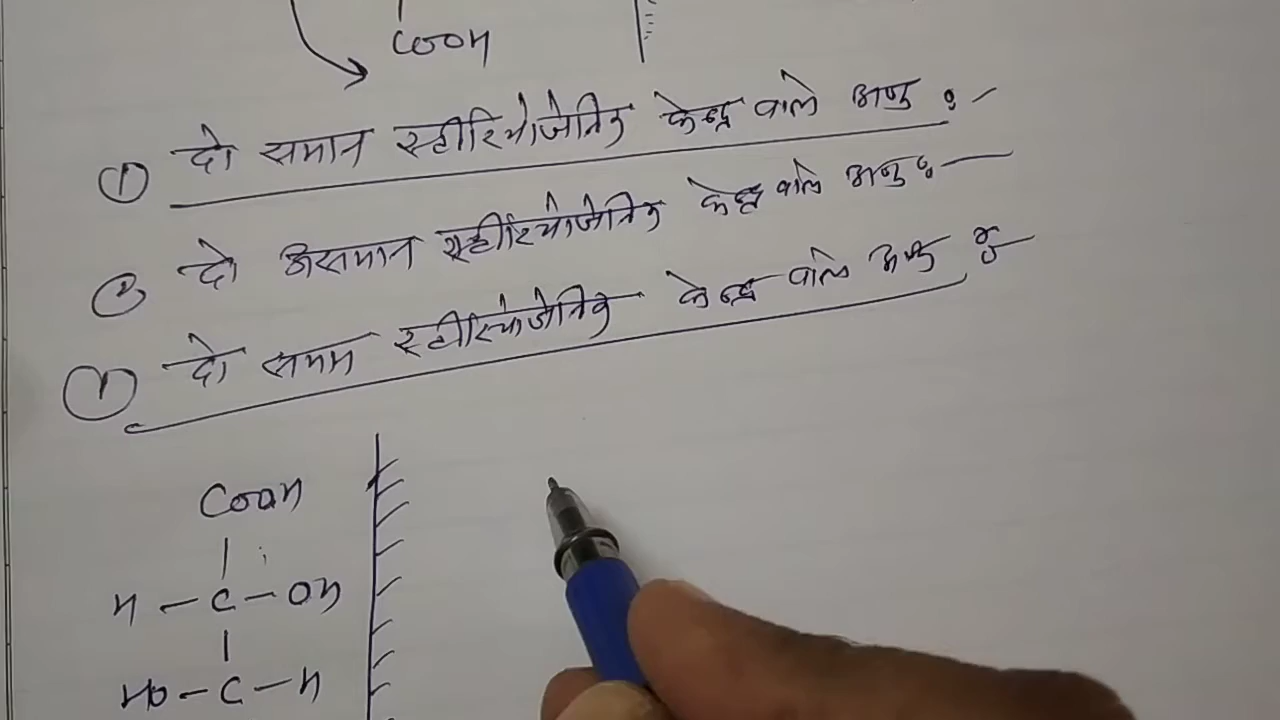 COOH
① दो समान स्टीरियोजेनिक केन्द्र वाले अणु :-
② दो असमान स्टीरियोजेनिक केन्द्र वाले अणु :-
① दो समान स्टीरियोजेनिक केन्द्र वाले अणु :-
COOH
|
H - C - OH
|
HO - C - H